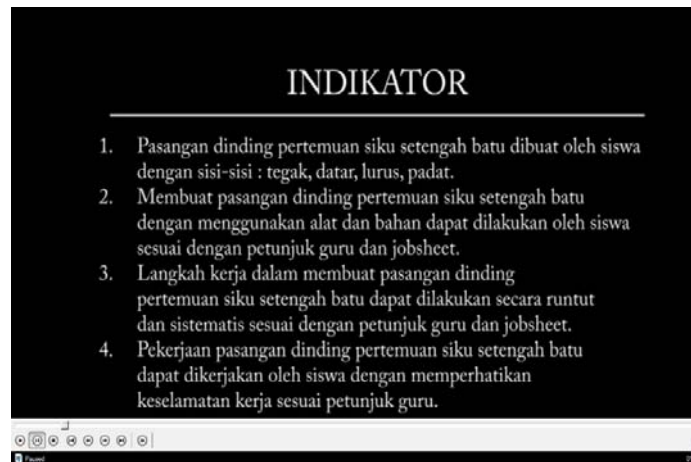 INDIKATOR
1. Pasangan dinding pertemuan siku setengah batu dibuat oleh siswa
dengan sisi-sisi : tegak, datar, lurus, padat.
2. Membuat pasangan dinding pertemuan siku setengah batu
dengan menggunakan alat dan bahan dapat dilakukan oleh siswa
sesuai dengan petunjuk guru dan jobsheet.
3. Langkah kerja dalam membuat pasangan dinding
pertemuan siku setengah batu dapat dilakukan secara runtut
dan sistematis sesuai dengan petunjuk guru dan jobsheet.
4. Pekerjaan pasangan dinding pertemuan siku setengah batu
dapat dikerjakan oleh siswa dengan memperhatikan
keselamatan kerja sesuai petunjuk guru.
Paused